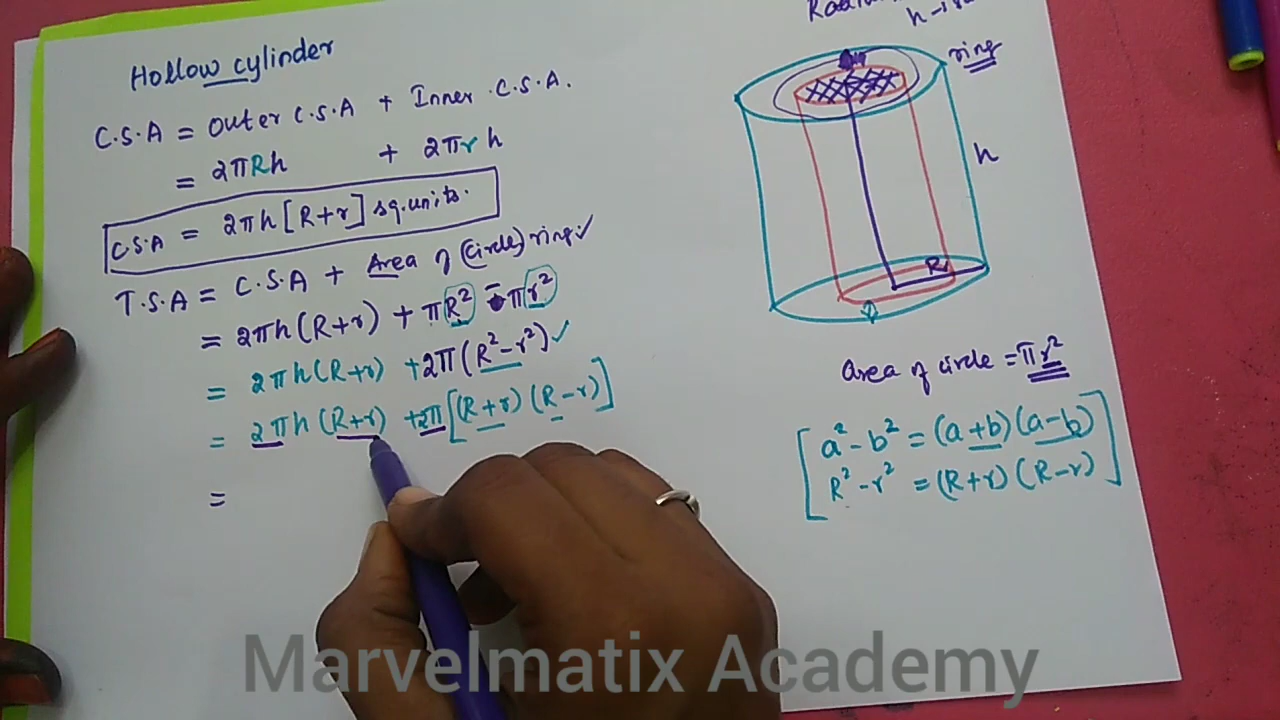 Hollow cylinder
C.S.A = Outer C.S.A + Inner C.S.A.
= 2πRh + 2πrh
C.S.A = 2πh[R+r] sq.units.
T.S.A = C.S.A + Area of (Circle) ring ✓
= 2πh(R+r) + πR² - πr²
= 2πh(R+r) +2π(R²-r²) ✓
= 2πh(R+r) +2π[(R+r)(R-r)]
=
ring
r
h
R
Area of circle = πr²
[a²-b² = (a+b)(a-b)
R²-r² = (R+r)(R-r)]
Marvelmatix Academy